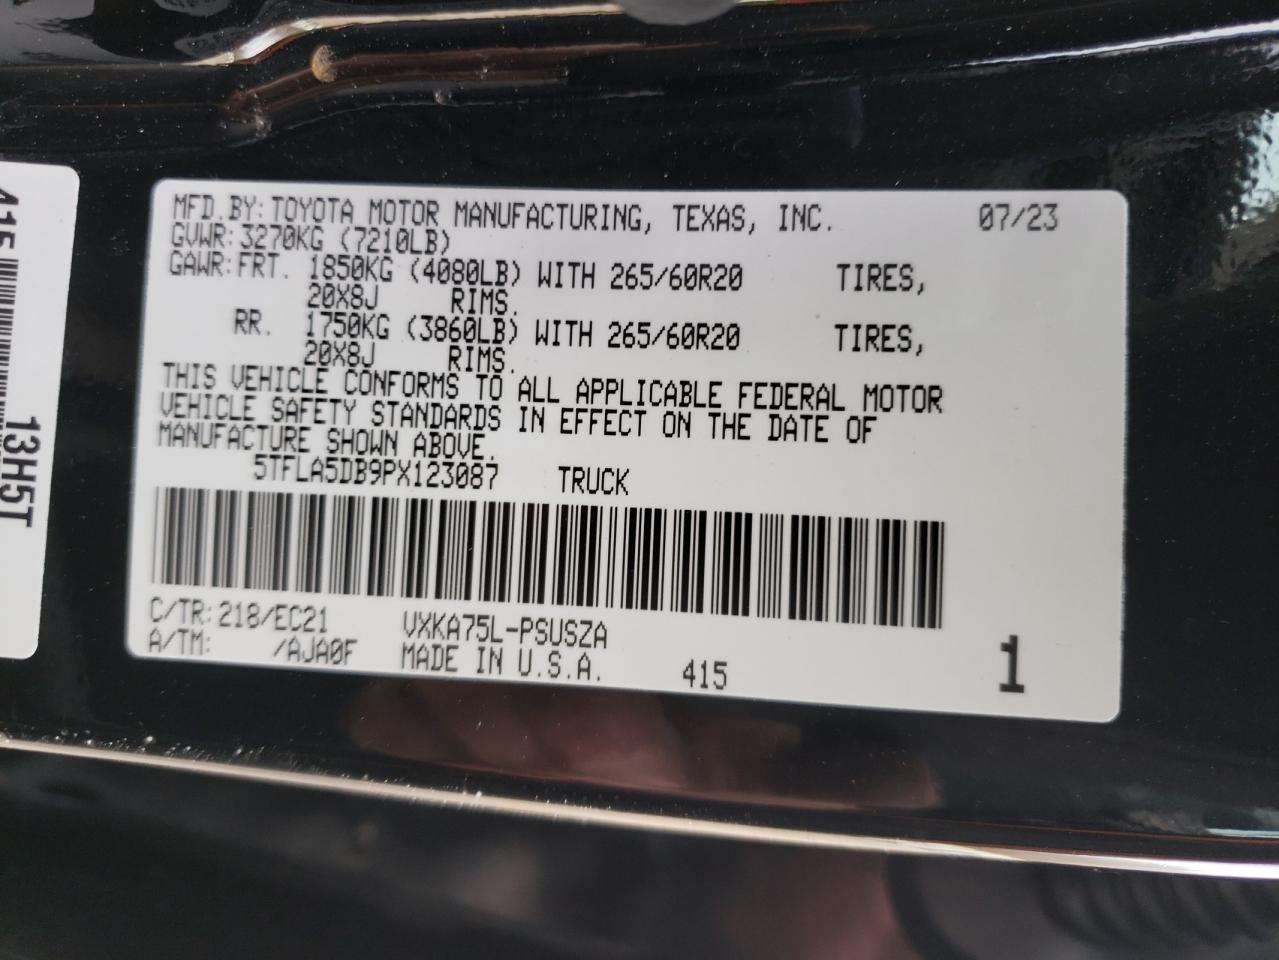 MFD.BY: TOYOTA MOTOR MANUFACTURING, TEXAS, INC. 07/23
GVWR: 3270KG (7210LB)
GAWR: FRT. 1850KG (4080LB) WITH 265/60R20 TIRES,
20X8J RIMS.
RR. 1750KG (3860LB) WITH 265/60R20 TIRES,
20X8J RIMS.
THIS VEHICLE CONFORMS TO ALL APPLICABLE FEDERAL MOTOR
VEHICLE SAFETY STANDARDS IN EFFECT ON THE DATE OF
MANUFACTURE SHOWN ABOVE.
5TFLA5DB9PX123087 TRUCK
C/TR: 218/EC21 VXKA75L-PSUSZA
A/TM: /AJA0F MADE IN U.S.A. 415 1
415
13H5T